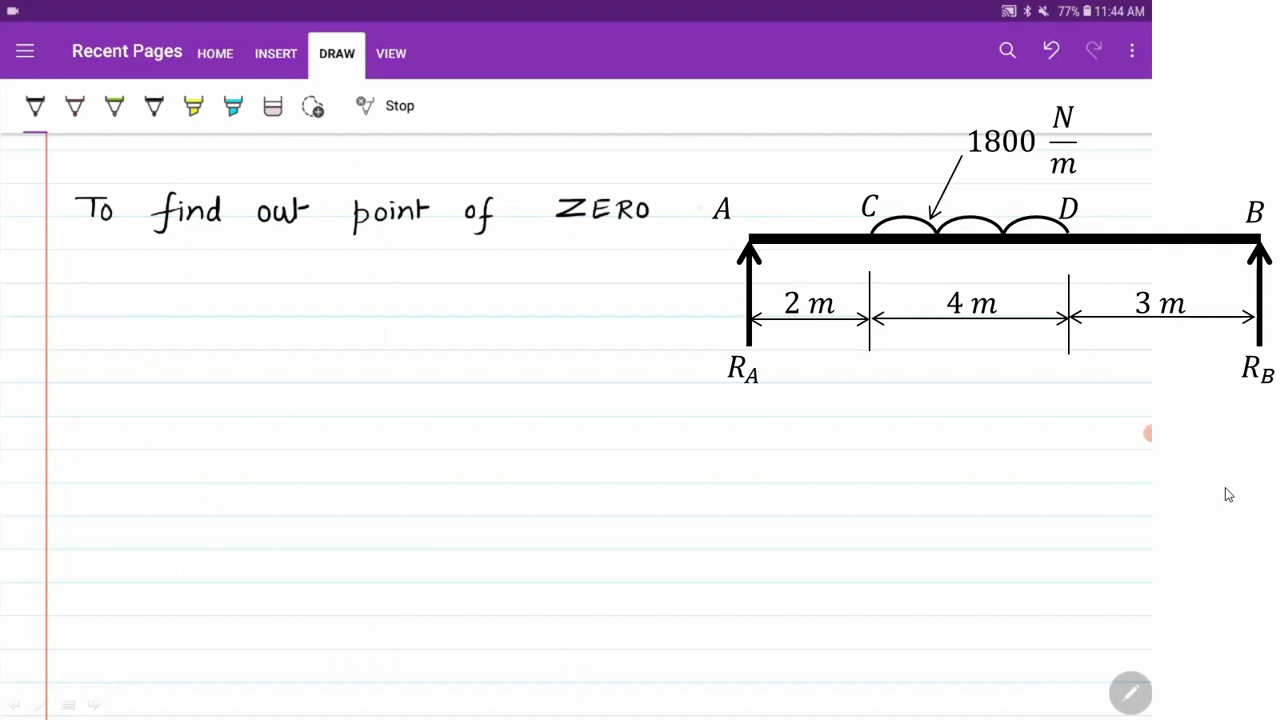 77% 11:44 AM
Recent Pages HOME INSERT DRAW VIEW
Stop
1800 N/m
To find out point of ZERO
A C D B
2 m 4 m 3 m
R_A R_B